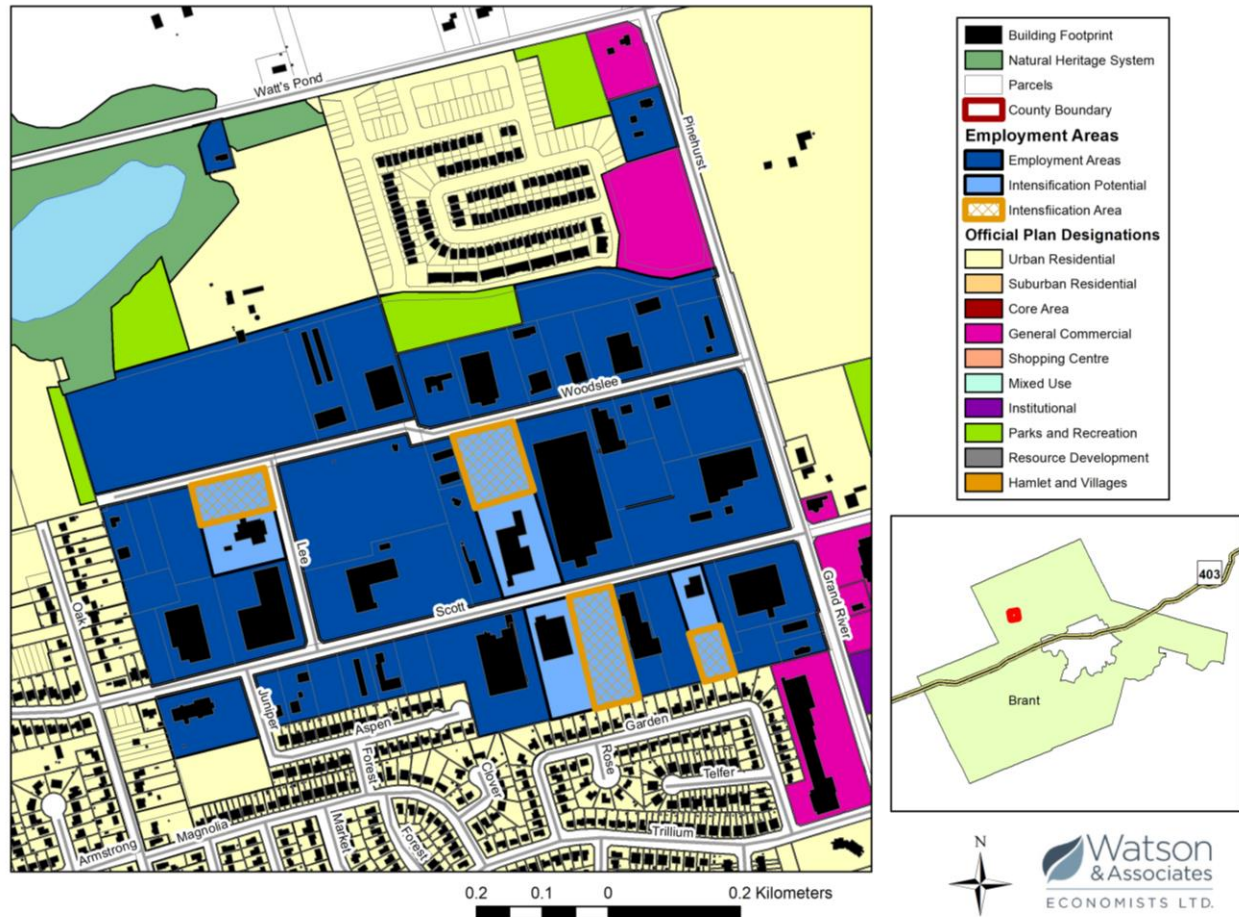 Watt's Pond
Pinehurst
Woodslee
Lee
Oak
Scott
Grand River
Juniper
Aspen
Forest
Clover
Garden
Rose
Telfer
Magnolia
Market
Forest
Trillium
Armstrong
0.2 0.1 0 0.2 Kilometers
Building Footprint
Natural Heritage System
Parcels
County Boundary
Employment Areas
Employment Areas
Intensification Potential
Intensfiication Area
Official Plan Designations
Urban Residential
Suburban Residential
Core Area
General Commercial
Shopping Centre
Mixed Use
Institutional
Parks and Recreation
Resource Development
Hamlet and Villages
403
Brant
N
Watson
& Associates
ECONOMISTS LTD.